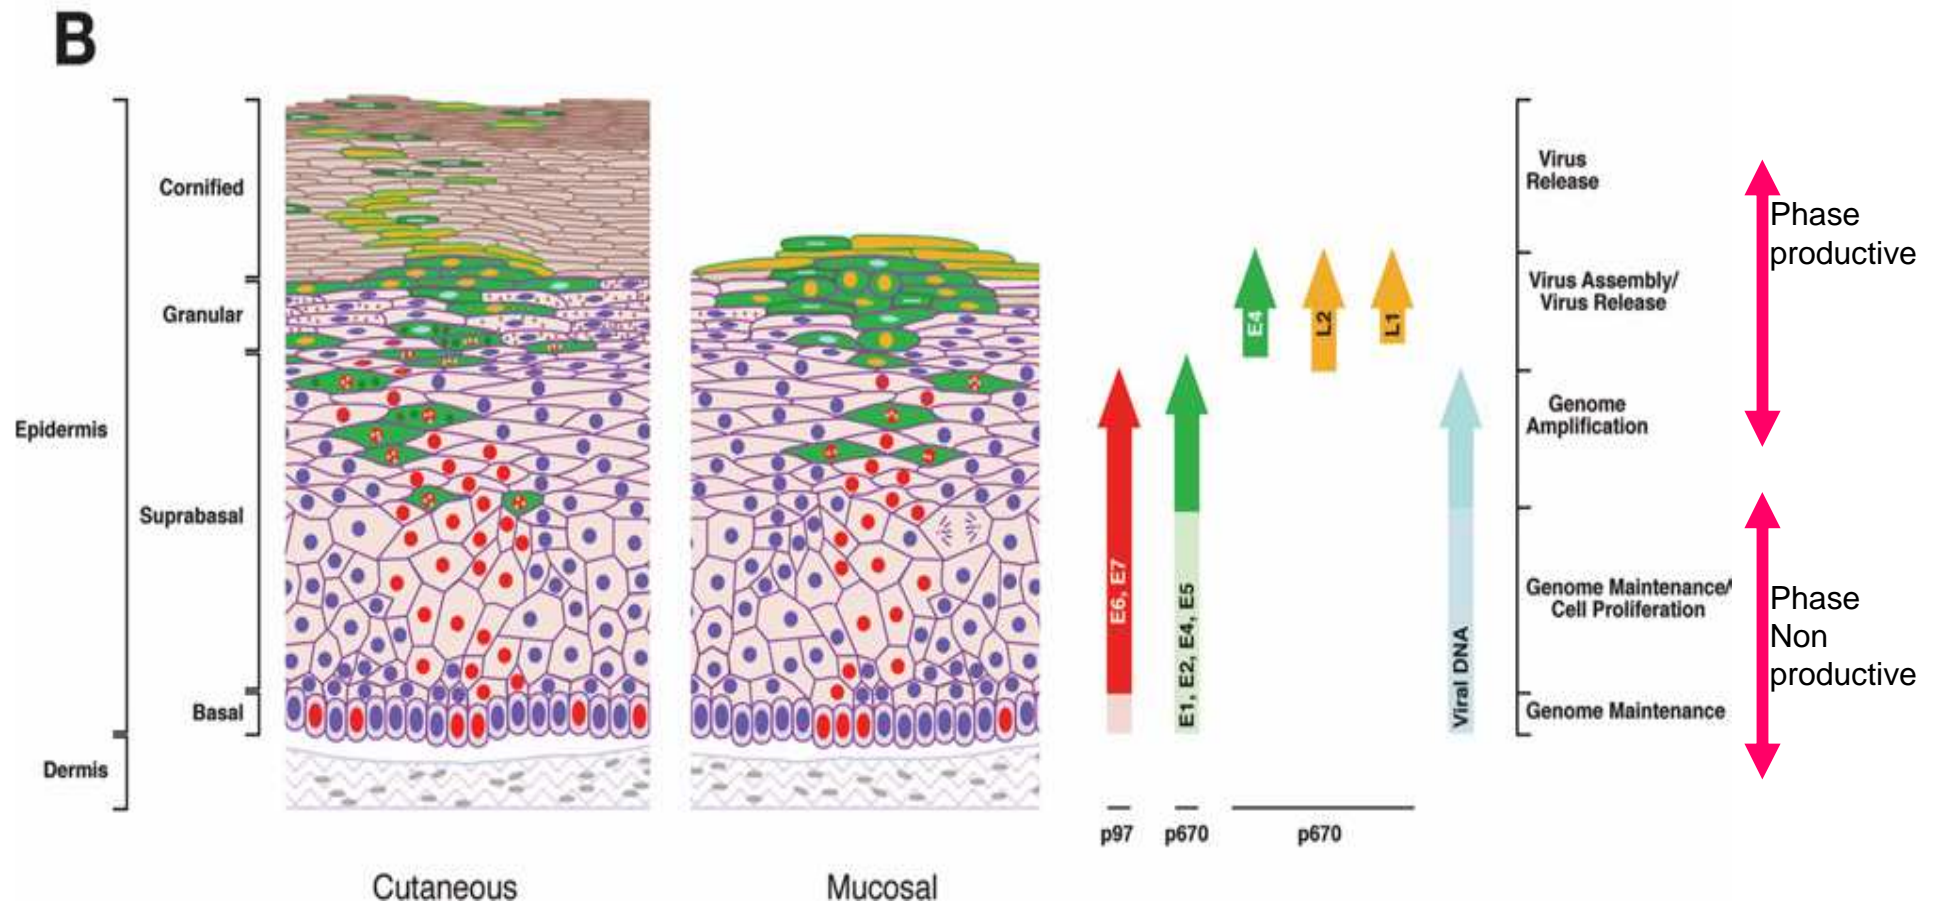 B
Epidermis
Dermis
Cornified
Granular
Suprabasal
Basal
Cutaneous
Mucosal
E6, E7
E1, E2, E4, E5
E4
L2
L1
Viral DNA
p97
p670
p670
Virus
Release
Virus Assembly/
Virus Release
Genome
Amplification
Genome Maintenance/
Cell Proliferation
Genome Maintenance
Phase
productive
Phase
Non
productive